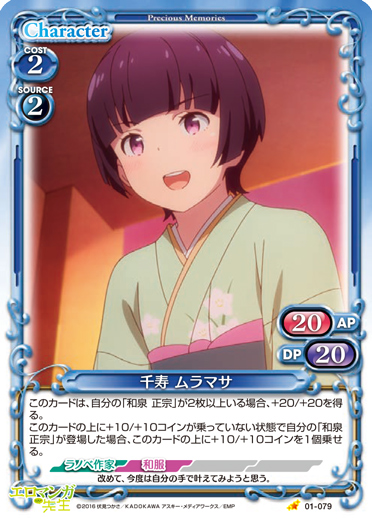 Precious Memories
Character
COST
2
SOURCE
2
20 AP
DP 20
千寿 ムラマサ
このカードは、自分の「和泉 正宗」が2枚以上いる場合、+20/+20を得
る。
このカードの上に+10/+10コインが乗っていない状態で自分の「和泉
正宗」が登場した場合、このカードの上に+10/+10コインを1個乗せ
る。
ラノベ作家 和服
改めて、今度は自分の手で叶えてみようと思う。
エロマンガ
先生
©2016 伏見つかさ/KADOKAWA アスキー・メディアワークス/EMP
01-079